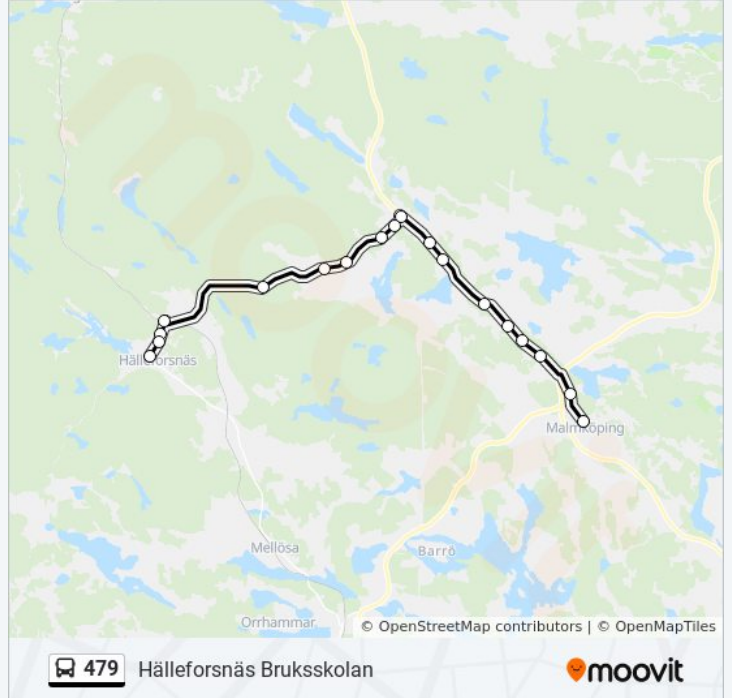 Hälleforsnäs
Malmköping
Mellösa
Barrö
Orrhammar
© OpenStreetMap contributors | © OpenMapTiles
479 Hälleforsnäs Bruksskolan
moovit